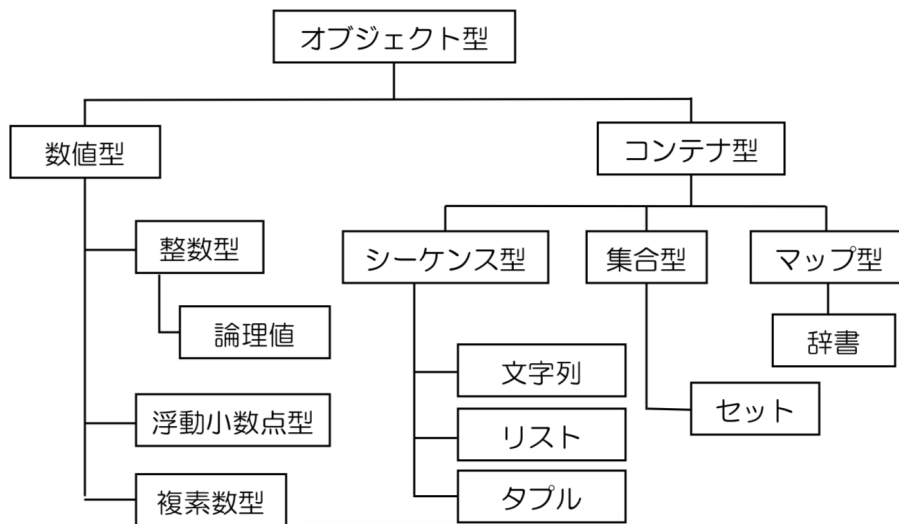 オブジェクト型
数値型
コンテナ型
整数型
シーケンス型
集合型
マップ型
論理値
辞書
文字列
浮動小数点型
セット
リスト
複素数型
タプル